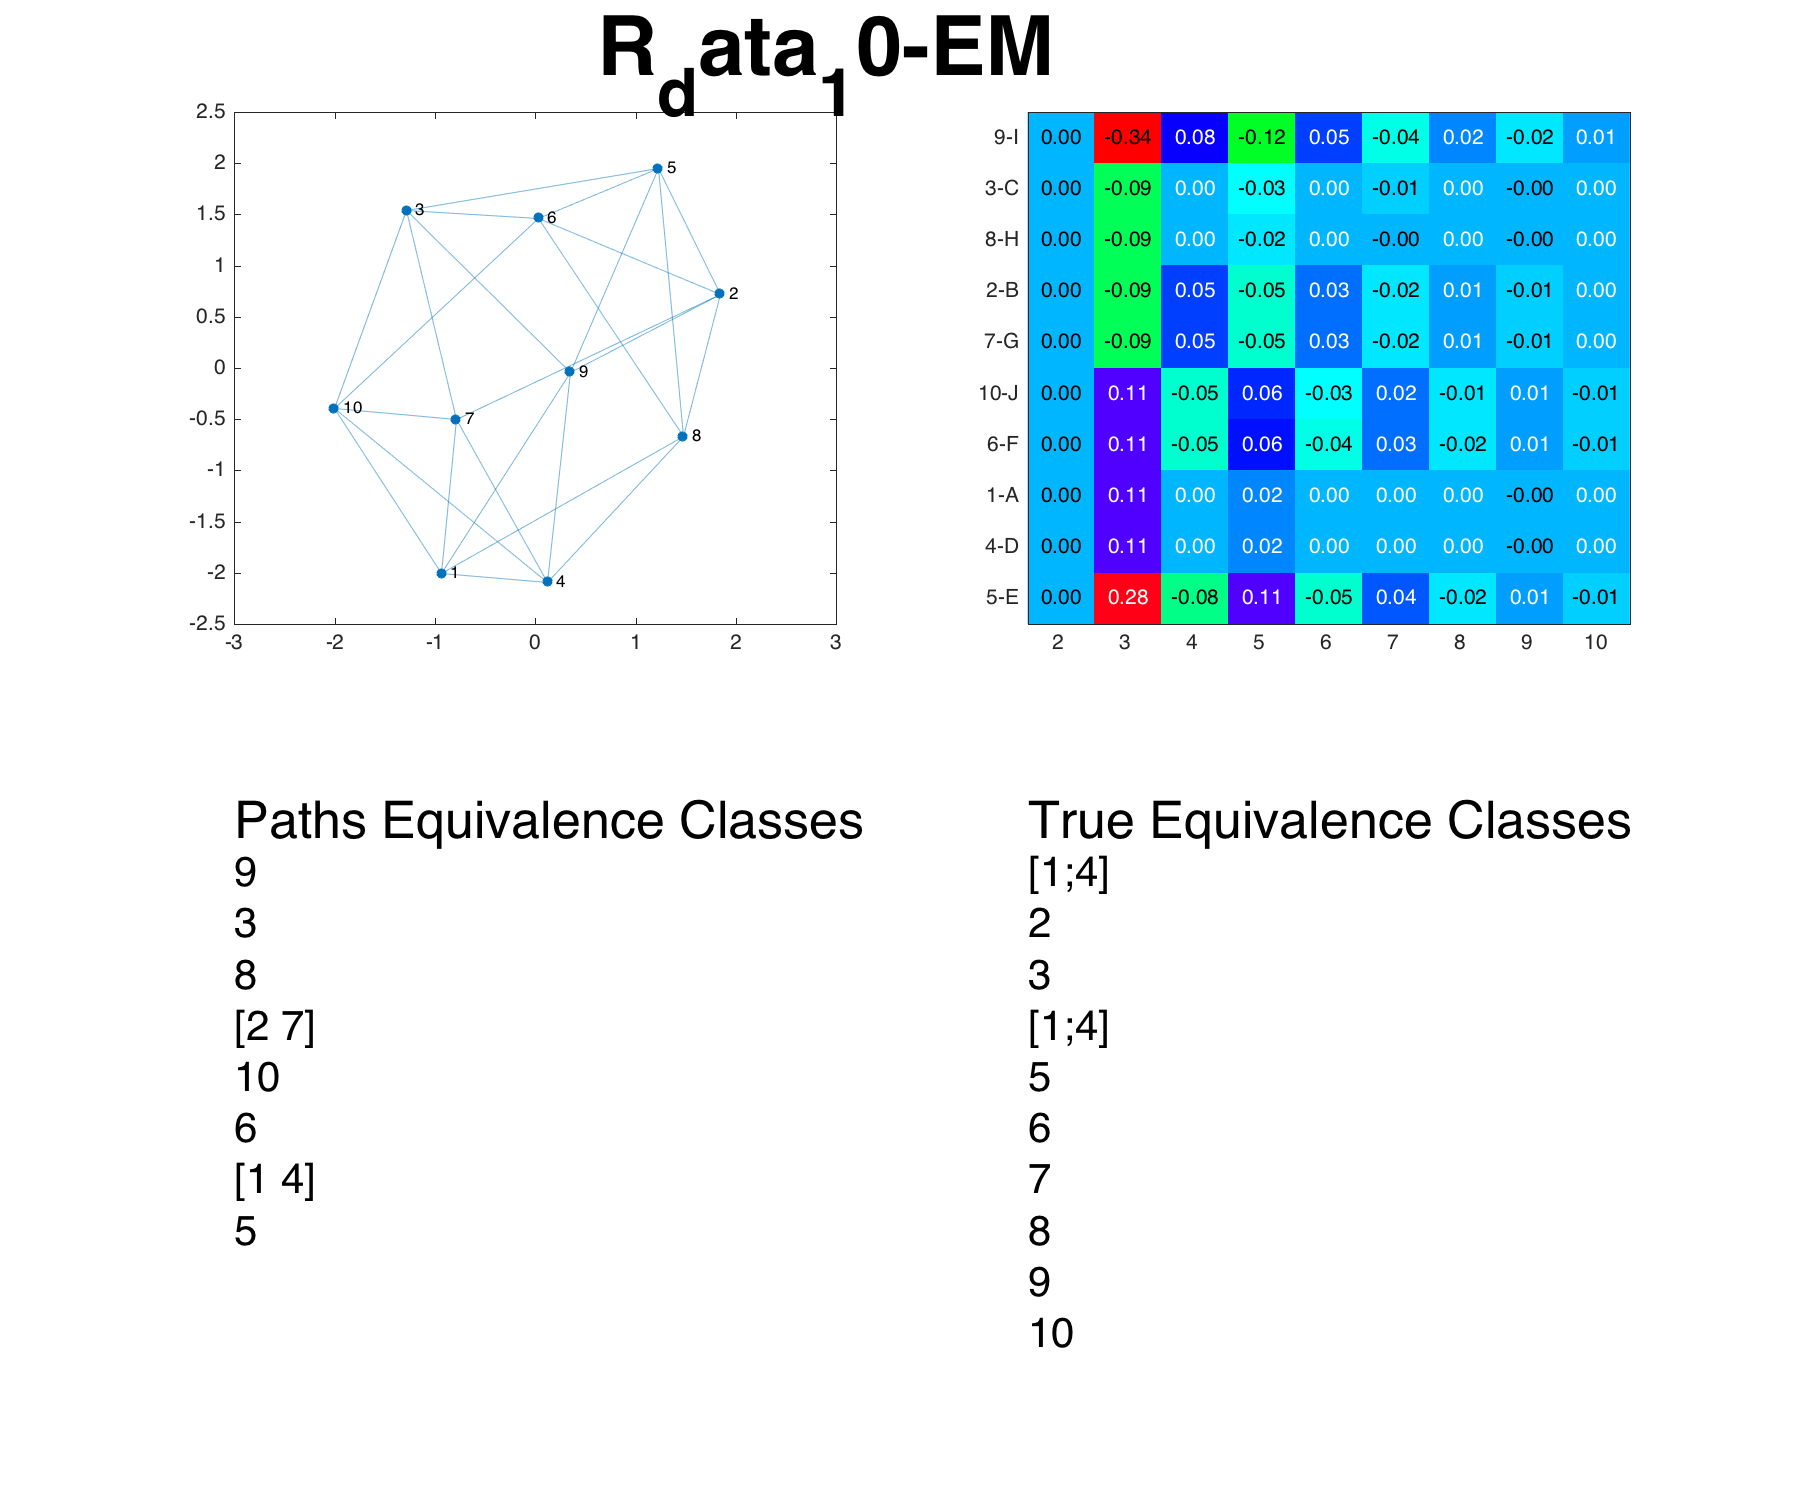 R_data_10-EM
2.5
2
1.5
1
0.5
0
-0.5
-1
-1.5
-2
-2.5
-3 -2 -1 0 1 2 3
5
3
6
2
9
10
7
8
1
4
9-I 0.00 -0.34 0.08 -0.12 0.05 -0.04 0.02 -0.02 0.01
3-C 0.00 -0.09 0.00 -0.03 0.00 -0.01 0.00 -0.00 0.00
8-H 0.00 -0.09 0.00 -0.02 0.00 -0.00 0.00 -0.00 0.00
2-B 0.00 -0.09 0.05 -0.05 0.03 -0.02 0.01 -0.01 0.00
7-G 0.00 -0.09 0.05 -0.05 0.03 -0.02 0.01 -0.01 0.00
10-J 0.00 0.11 -0.05 0.06 -0.03 0.02 -0.01 0.01 -0.01
6-F 0.00 0.11 -0.05 0.06 -0.04 0.03 -0.02 0.01 -0.01
1-A 0.00 0.11 0.00 0.02 0.00 0.00 0.00 -0.00 0.00
4-D 0.00 0.11 0.00 0.02 0.00 0.00 0.00 -0.00 0.00
5-E 0.00 0.28 -0.08 0.11 -0.05 0.04 -0.02 0.01 -0.01
2 3 4 5 6 7 8 9 10
Paths Equivalence Classes
9
3
8
[2 7]
10
6
[1 4]
5
True Equivalence Classes
[1;4]
2
3
[1;4]
5
6
7
8
9
10